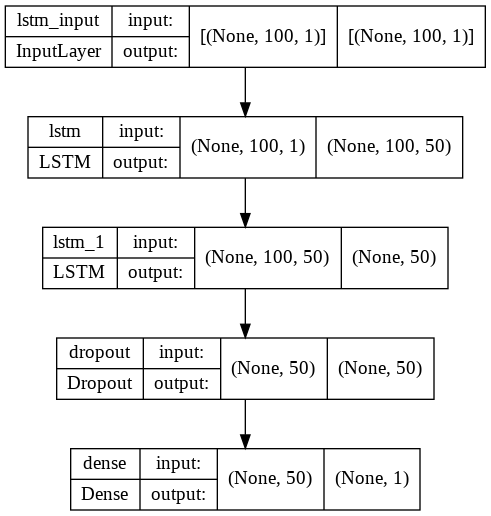 lstm_input input: [(None, 100, 1)] [(None, 100, 1)]
InputLayer output:
lstm input: (None, 100, 1) (None, 100, 50)
LSTM output:
lstm_1 input: (None, 100, 50) (None, 50)
LSTM output:
dropout input: (None, 50) (None, 50)
Dropout output:
dense input: (None, 50) (None, 1)
Dense output: